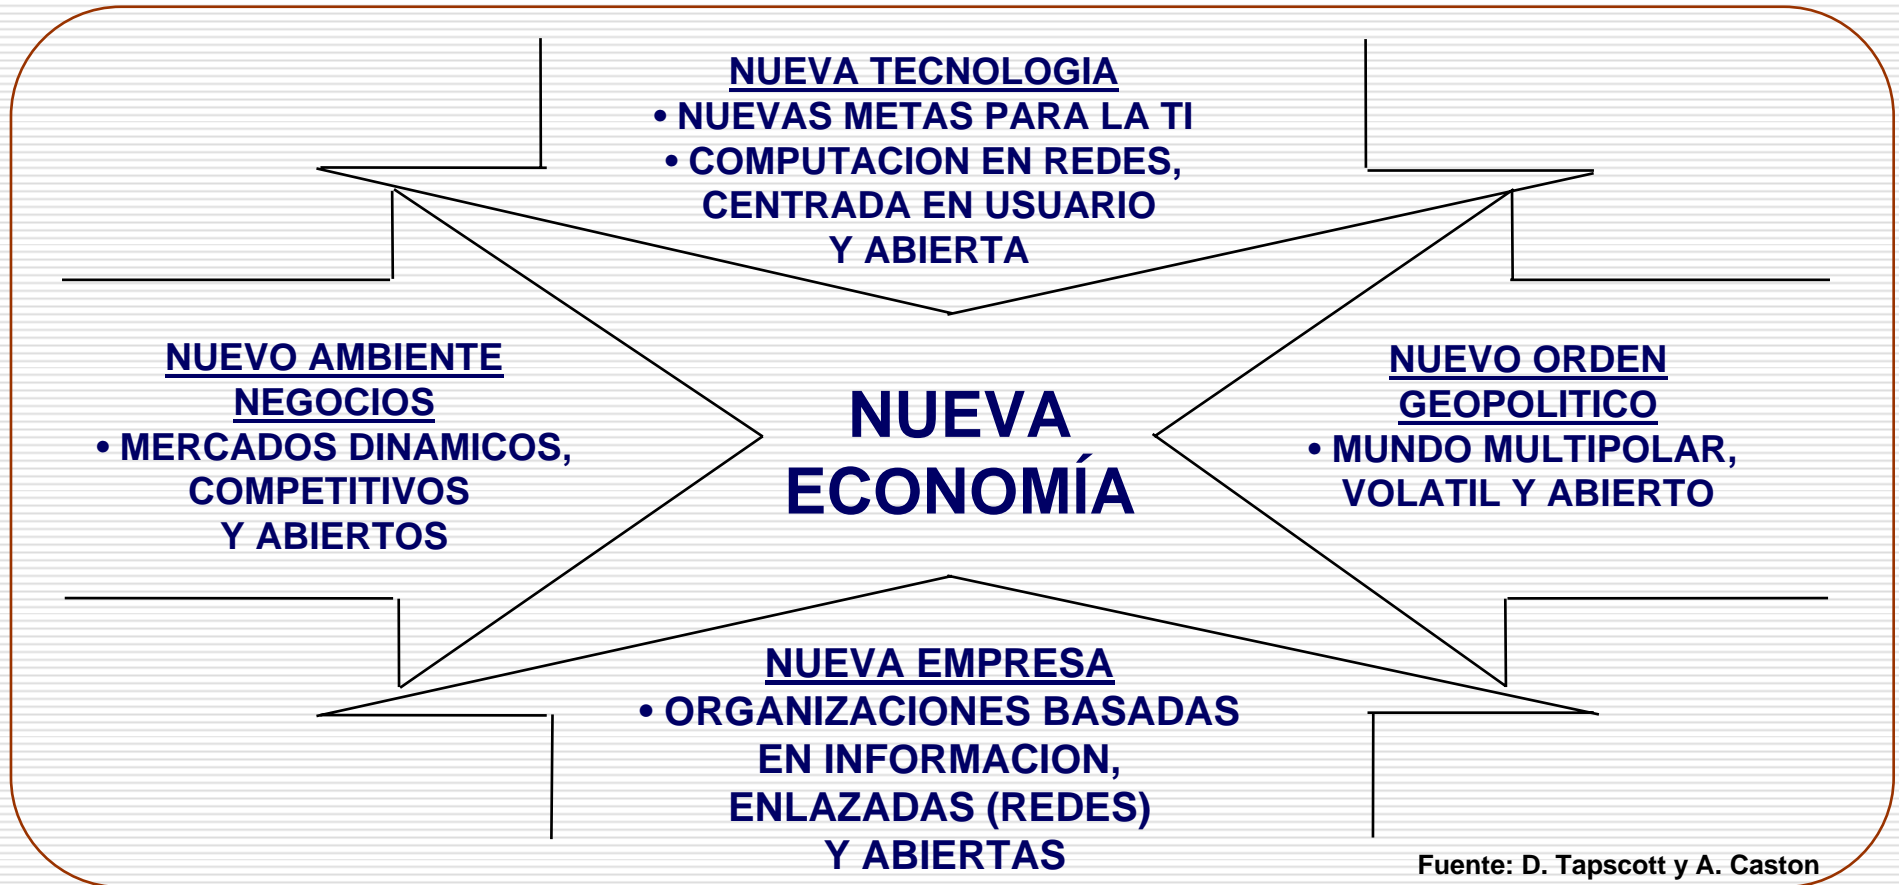 NUEVA TECNOLOGIA
• NUEVAS METAS PARA LA TI
• COMPUTACION EN REDES,
CENTRADA EN USUARIO
Y ABIERTA
NUEVO AMBIENTE
NEGOCIOS
• MERCADOS DINAMICOS,
COMPETITIVOS
Y ABIERTOS
NUEVA
ECONOMÍA
NUEVO ORDEN
GEOPOLITICO
• MUNDO MULTIPOLAR,
VOLATIL Y ABIERTO
NUEVA EMPRESA
• ORGANIZACIONES BASADAS
EN INFORMACION,
ENLAZADAS (REDES)
Y ABIERTAS
Fuente: D. Tapscott y A. Caston